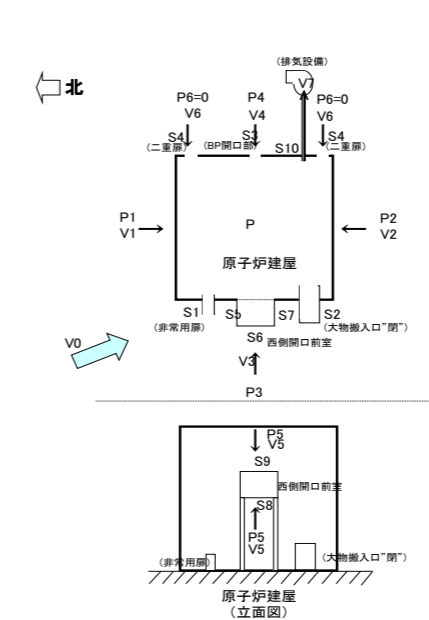 (排気設備)
北
V7
P6=0
V6
P4
V4
P6=0
V6
S4
S3
S4
(二重扉)
(BP開口部)
S10
(二重扉)
P1
V1
P
P2
V2
原子炉建屋
S1
S5
S7
S2
(非常用扉)
(大物搬入口"閉")
S6
西側開口前室
V0
V3
P3
P5
V5
S9
西側開口前室
S8
P5
V5
(非常用扉)
(大物搬入口"閉")
原子炉建屋
(立面図)